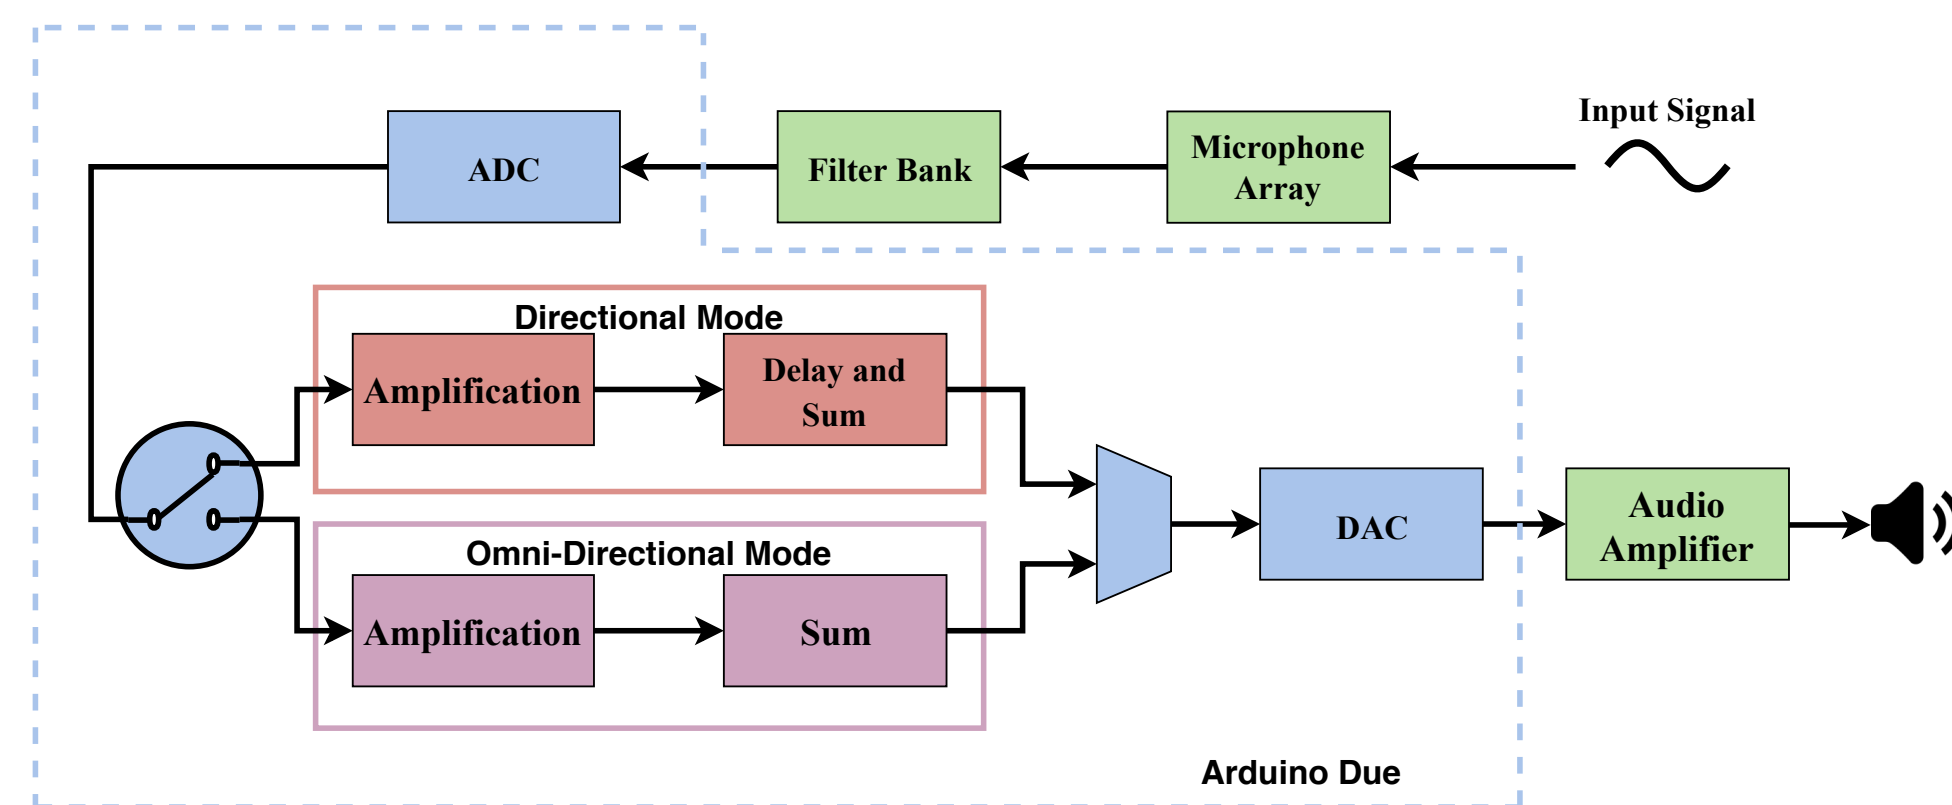 Input Signal
Microphone
Array
Filter Bank
ADC
Directional Mode
Amplification
Delay and
Sum
Omni-Directional Mode
Amplification
Sum
DAC
Audio
Amplifier
Arduino Due